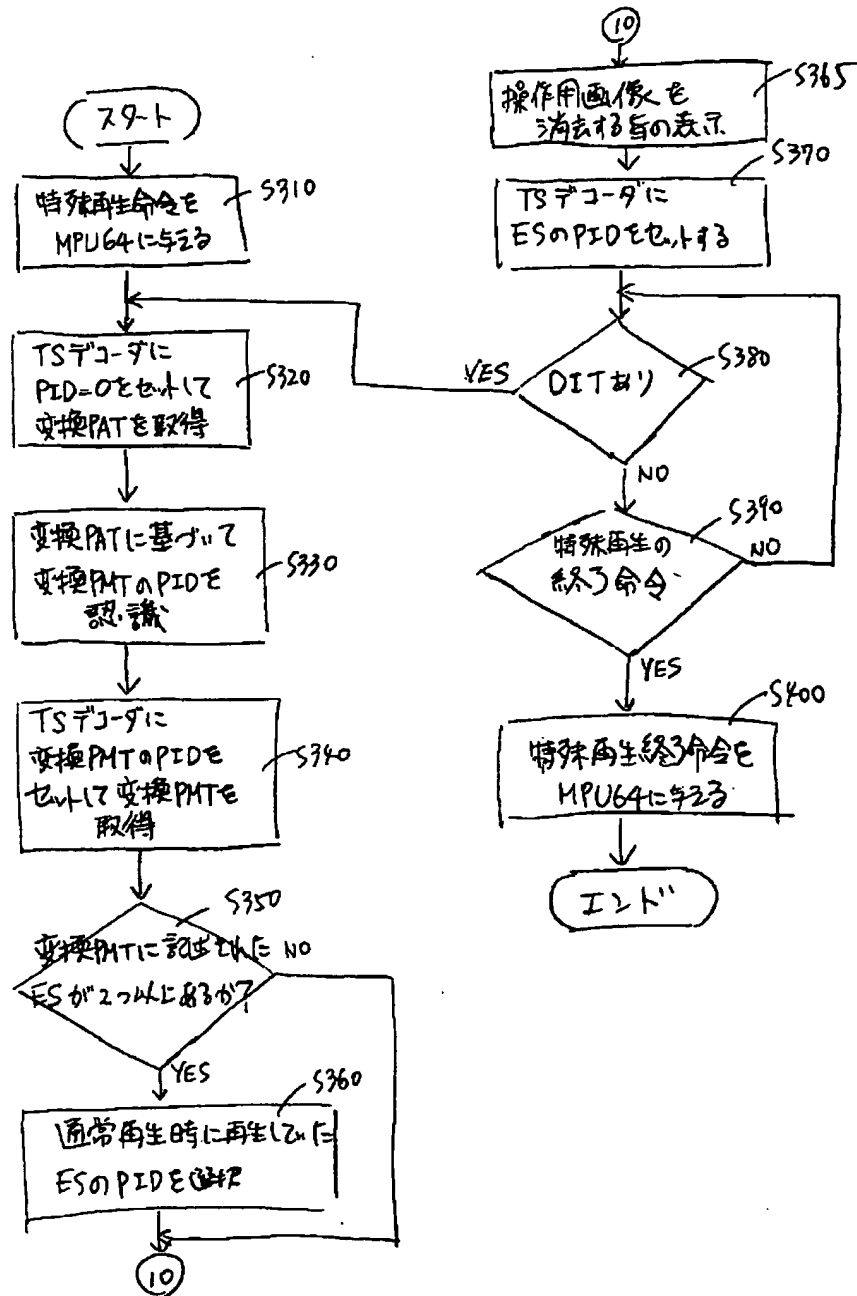 スタート
特殊再生命令を
MPU64に与える
S310
TSデコーダに
PID=0をセットして
変換PATを取得
S320
変換PATに基づいて
変換PMTのPIDを
認識
S330
TSデコーダに
変換PMTのPIDを
セットして変換PMTを
取得
S340
S350
変換PMTに記述された
ESが2つ以上あるか?
NO
YES
S360
通常再生時に再生していた
ESのPIDを選択
10
10
S365
操作用画像を
消去する旨の表示
S370
TSデコーダに
ESのPIDをセットする
S380
DITあり
YES
NO
S390
特殊再生の
終了命令
NO
YES
S400
特殊再生終了命令を
MPU64に与える
エンド